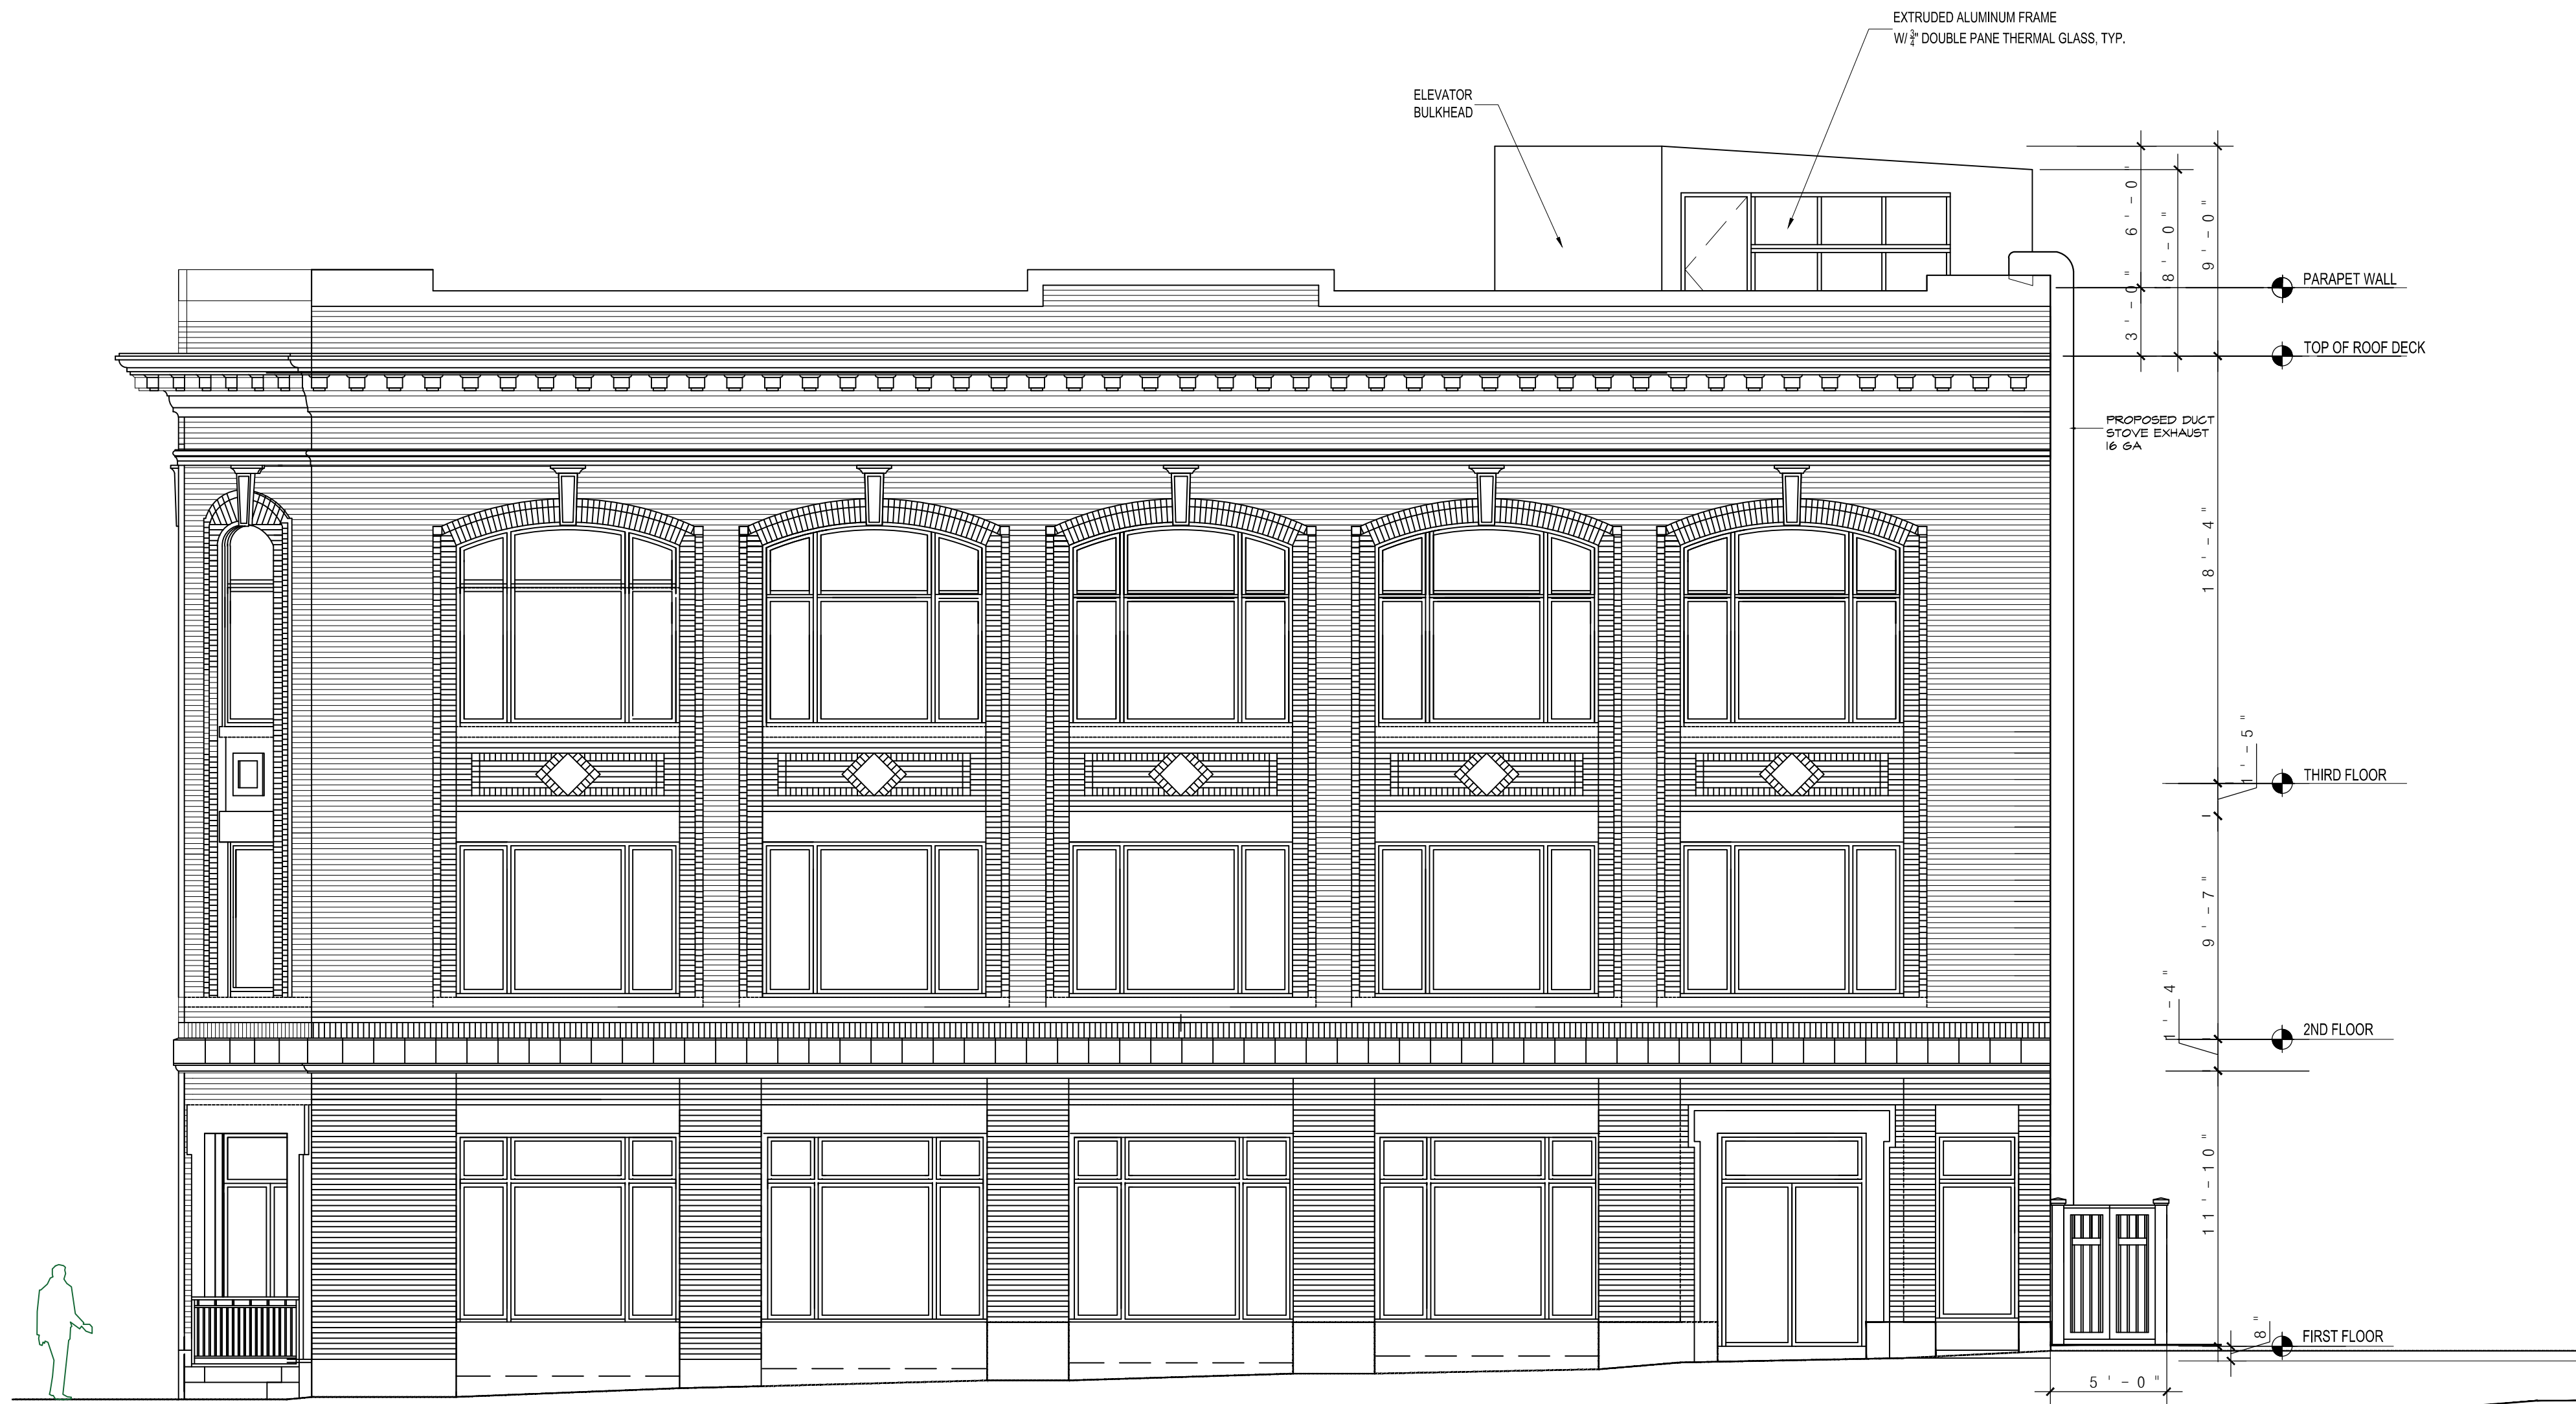 EXTRUDED ALUMINUM FRAME
W/ 3/4" DOUBLE PANE THERMAL GLASS, TYP.
ELEVATOR
BULKHEAD
6'-0"
3'-0"
8'-0"
9'-0"
PARAPET WALL
TOP OF ROOF DECK
PROPOSED DUCT
STOVE EXHAUST
16 GA
18'-4"
1'-5"
THIRD FLOOR
9'-7"
1'-4"
2ND FLOOR
11'-10"
8"
FIRST FLOOR
5'-0"